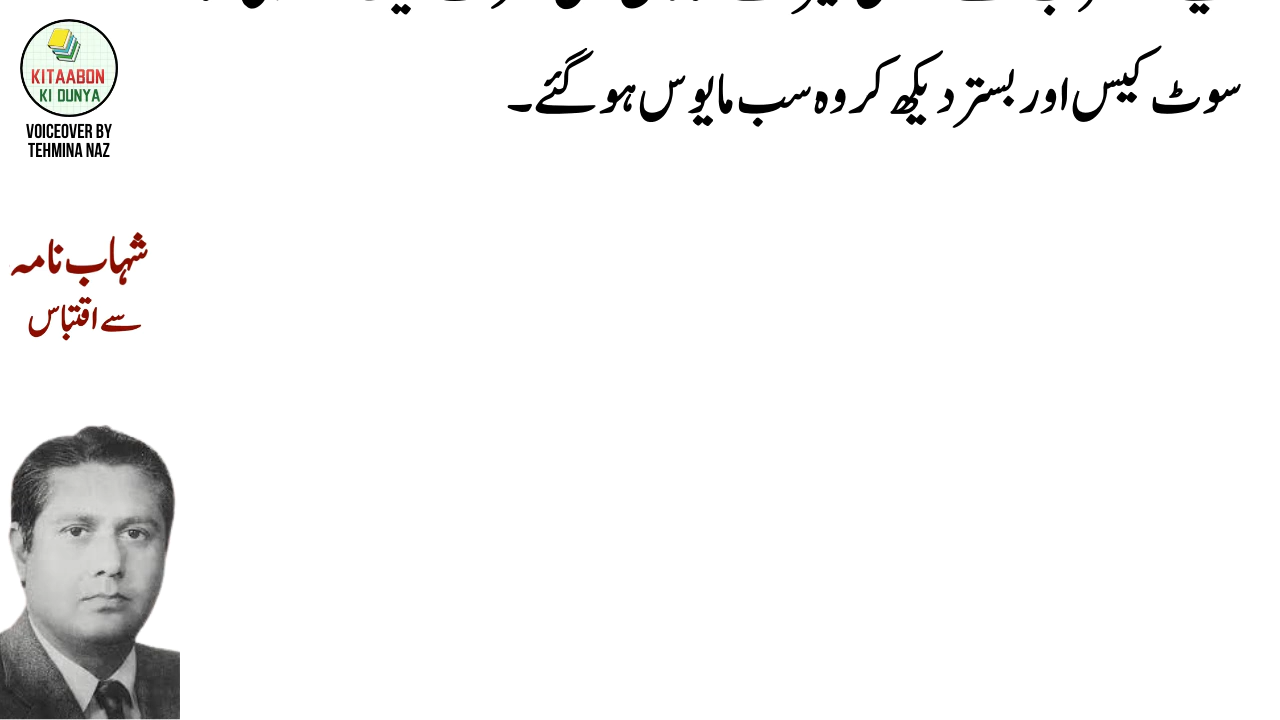 سوٹ کیس اور بستر دیکھ کر وہ سب مایوس ہو گئے۔
KITAABON
KI DUNYA
VOICEOVER BY
TEHMINA NAZ
شہاب نامہ
سے اقتباس